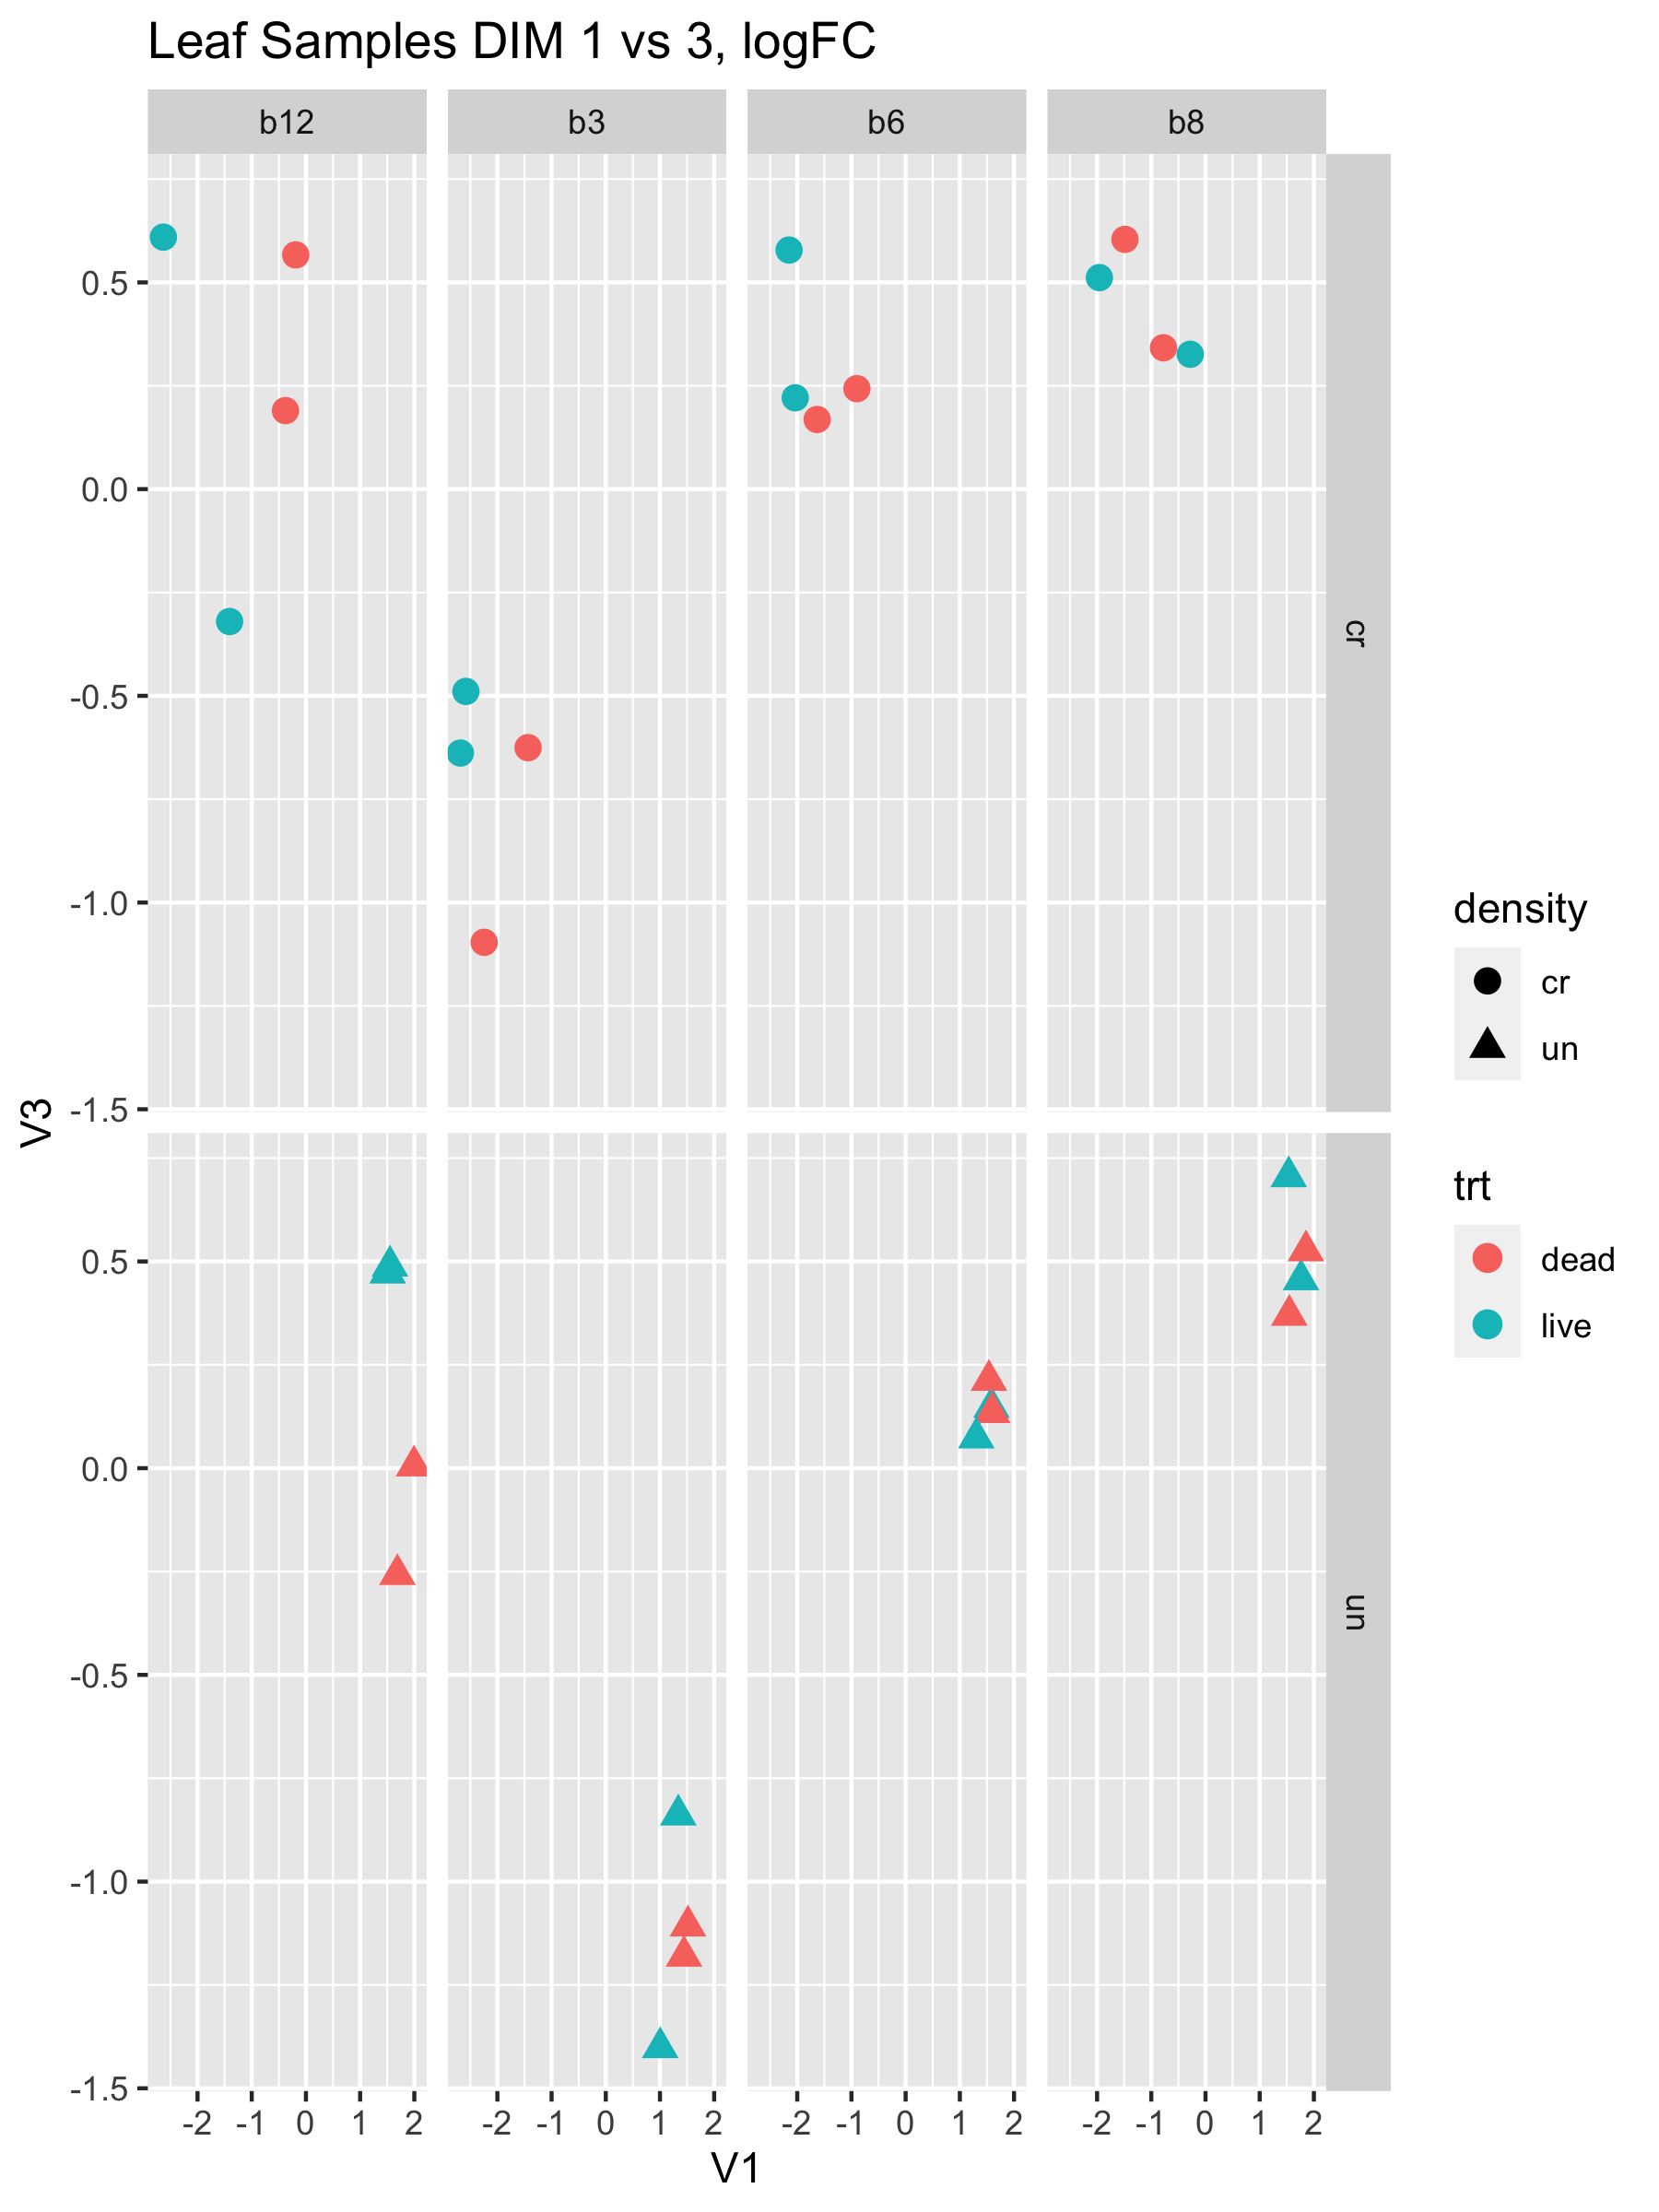 Leaf Samples DIM 1 vs 3, logFC
b12 b3 b6 b8
0.5
0.0
-0.5
-1.0
-1.5
cr
V3
0.5
0.0
-0.5
-1.0
-1.5
un
-2 -1 0 1 2 -2 -1 0 1 2 -2 -1 0 1 2 -2 -1 0 1 2
V1
density
cr
un
trt
dead
live